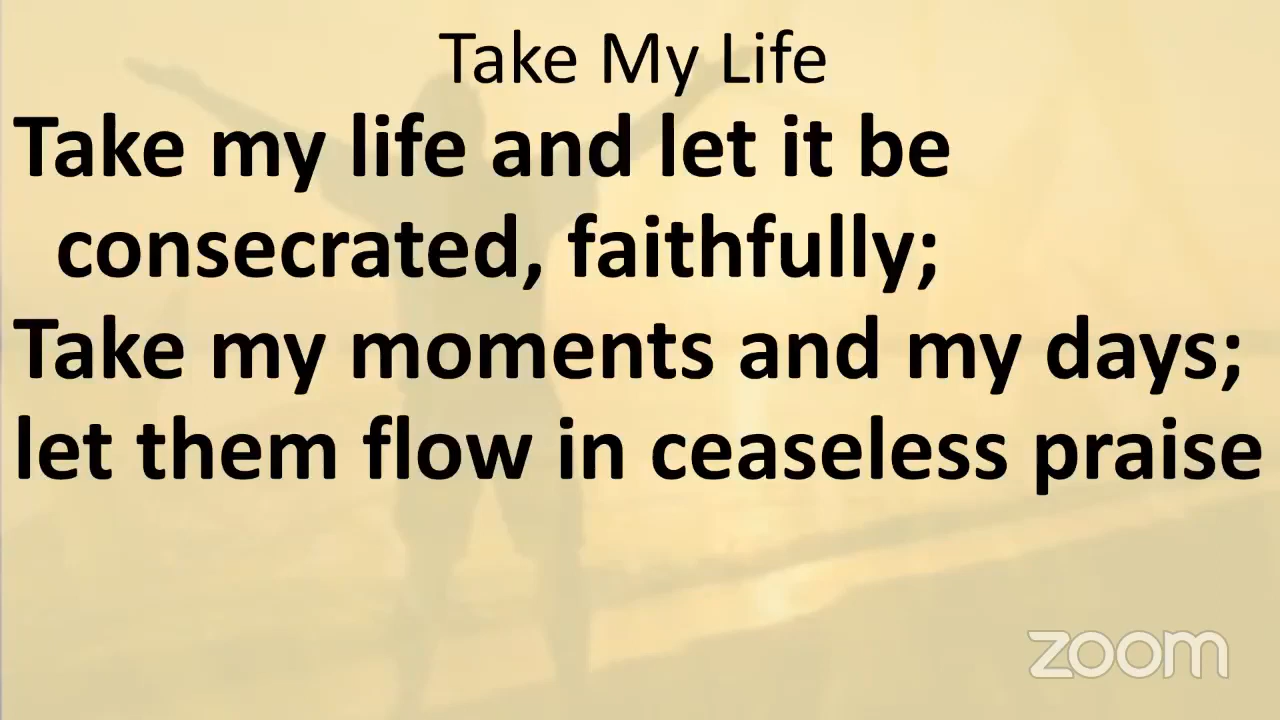 Take My Life
Take my life and let it be
consecrated, faithfully;
Take my moments and my days;
let them flow in ceaseless praise
zoom